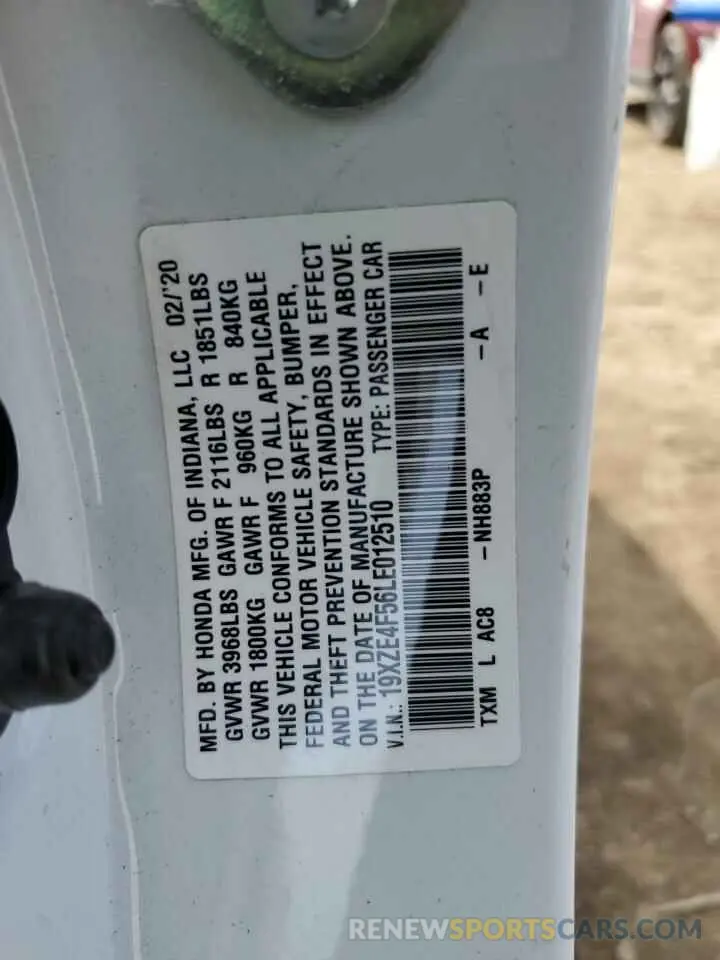 MFD. BY HONDA MFG. OF INDIANA, LLC 02/'20
GVWR 3968LBS GAWR F 2116LBS R 1851LBS
GVWR 1800KG GAWR F 960KG R 840KG
THIS VEHICLE CONFORMS TO ALL APPLICABLE
FEDERAL MOTOR VEHICLE SAFETY, BUMPER,
AND THEFT PREVENTION STANDARDS IN EFFECT
ON THE DATE OF MANUFACTURE SHOWN ABOVE.
V.I.N.: 19XZE4F56LE012510 TYPE: PASSENGER CAR
TXM L AC8 -NH883P -A -E
RENEWSPORTSCARS.COM